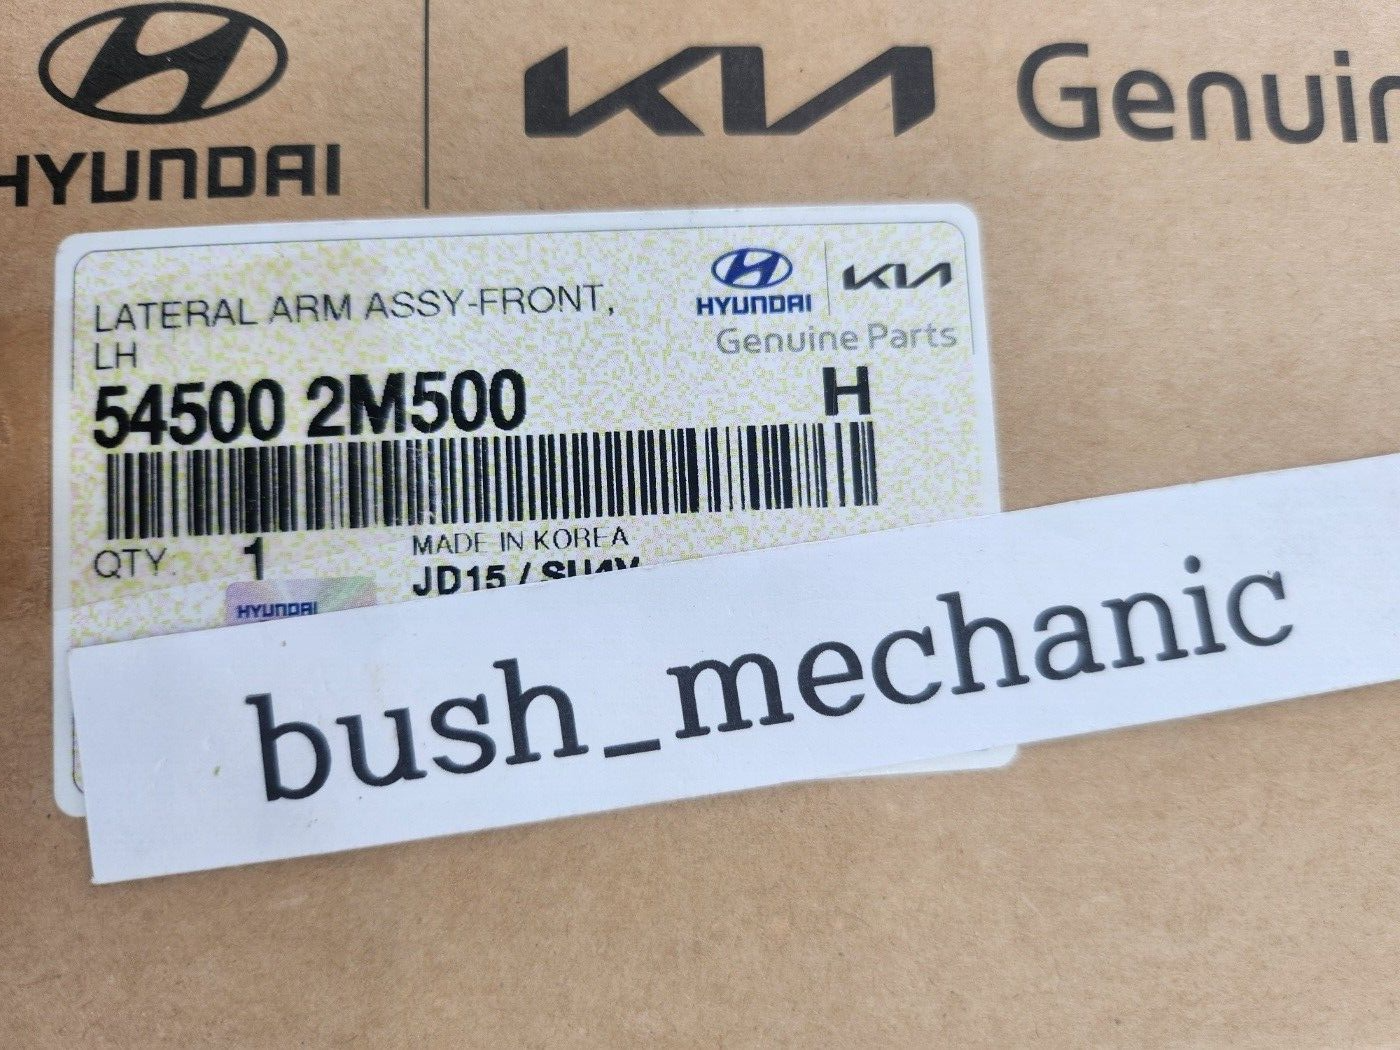 HYUNDAI
KIA Genuin
LATERAL ARM ASSY-FRONT,
LH
HYUNDAI KIA
Genuine Parts
54500 2M500 H
QTY. 1
MADE IN KOREA
JD15 /
HYUNDAI
bush_mechanic